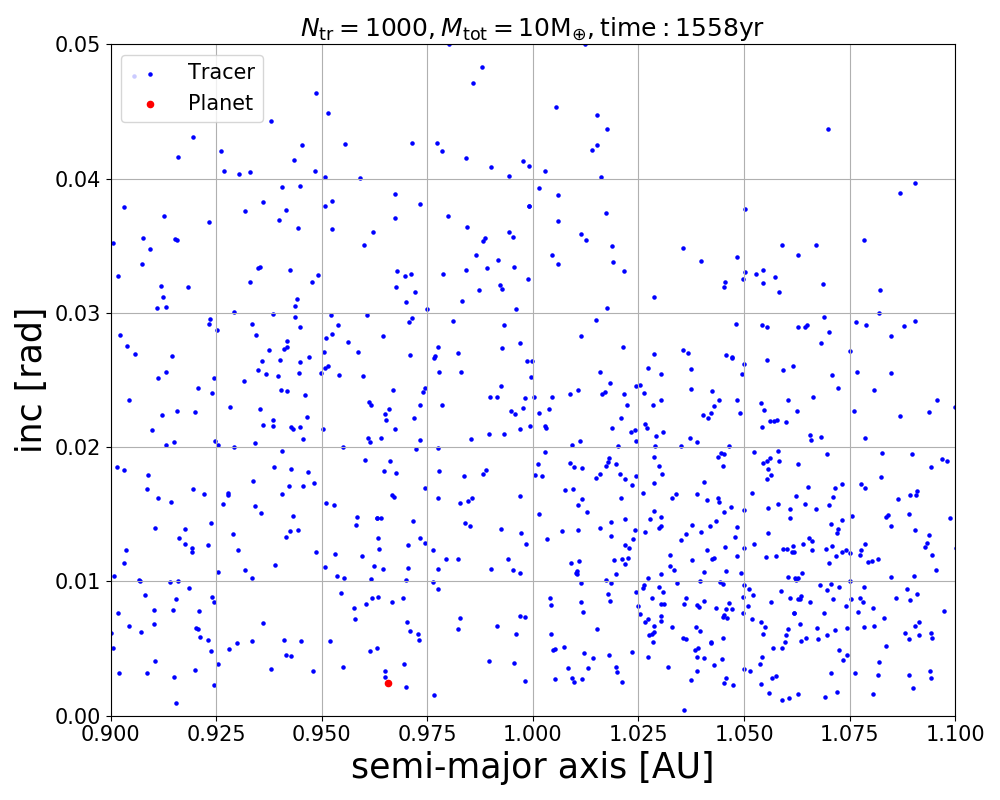 N_tr = 1000, M_tot = 10M_⊕, time : 1558yr
Tracer
Planet
0.05
0.04
0.03
0.02
0.01
0.00
inc [rad]
0.900 0.925 0.950 0.975 1.000 1.025 1.050 1.075 1.100
semi-major axis [AU]